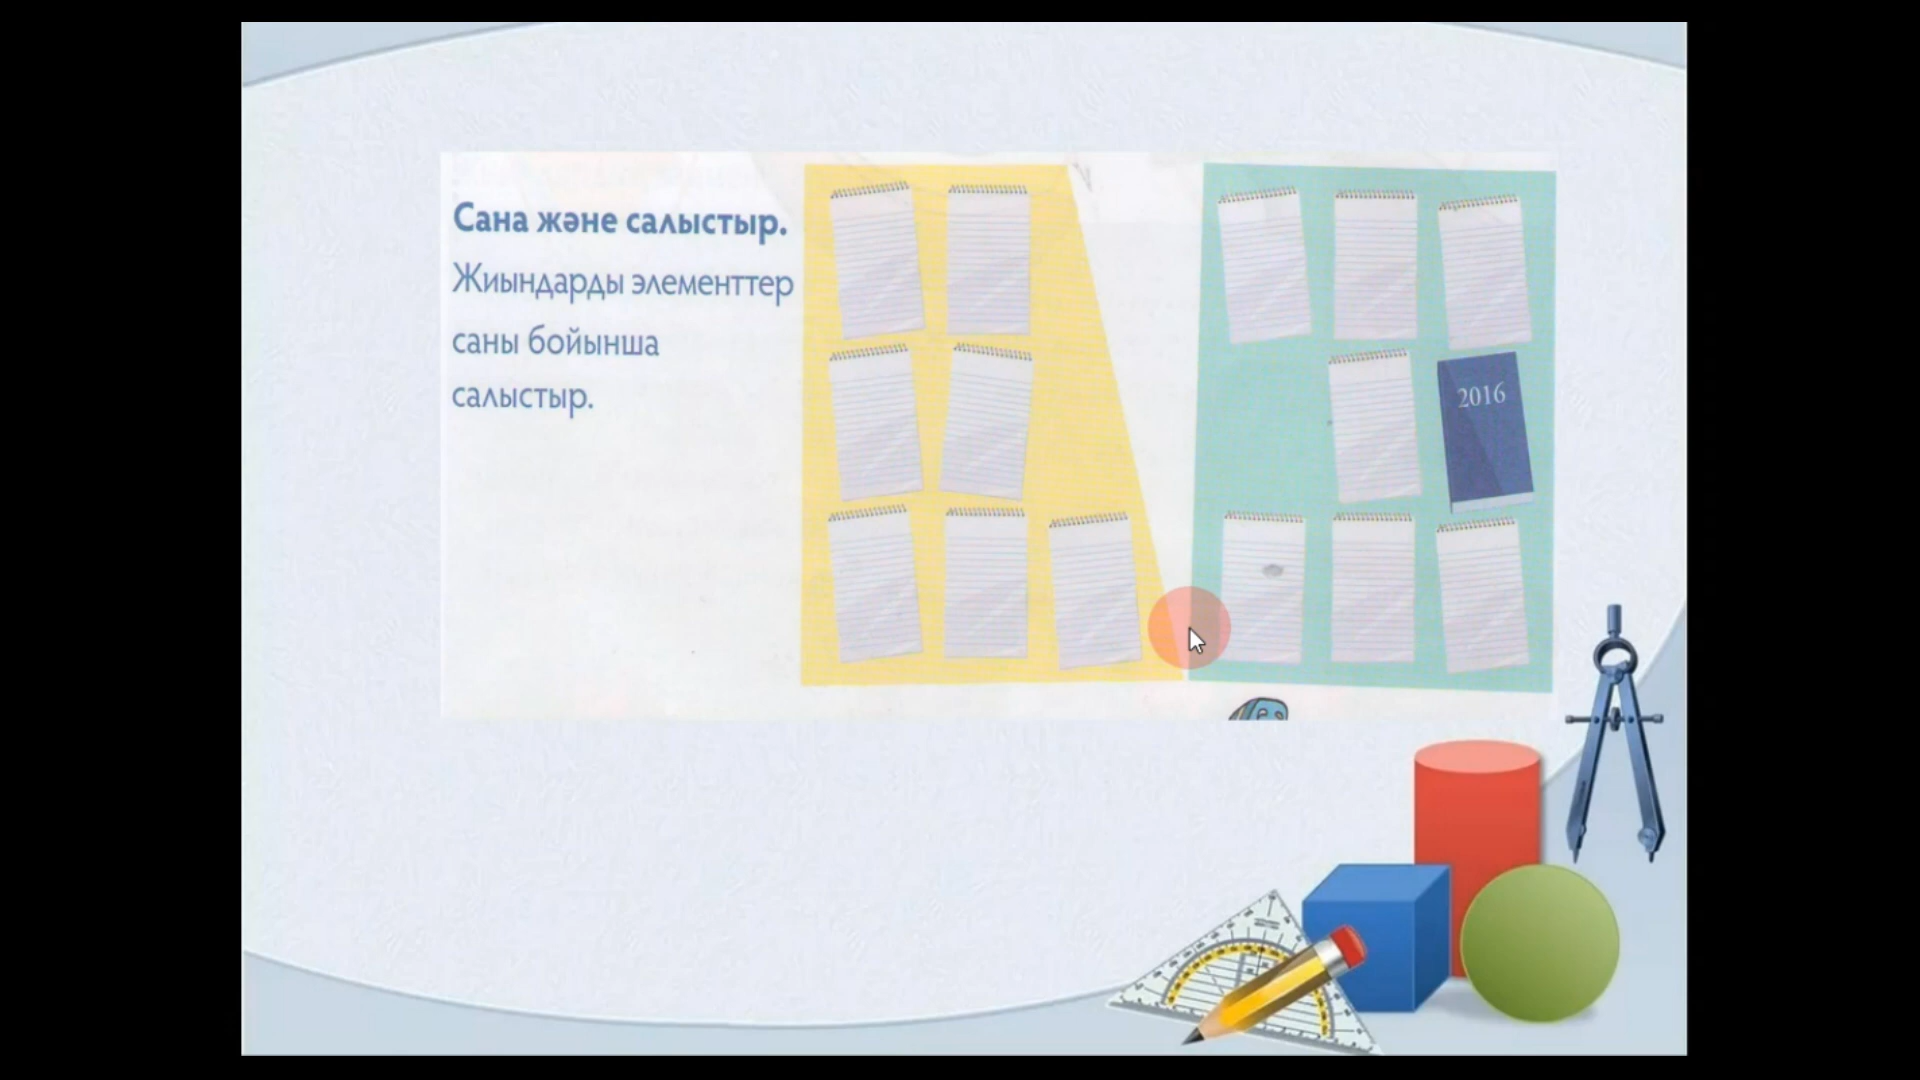 Сана және салыстыр.
Жиындарды элементтер
саны бойынша
салыстыр.
2016